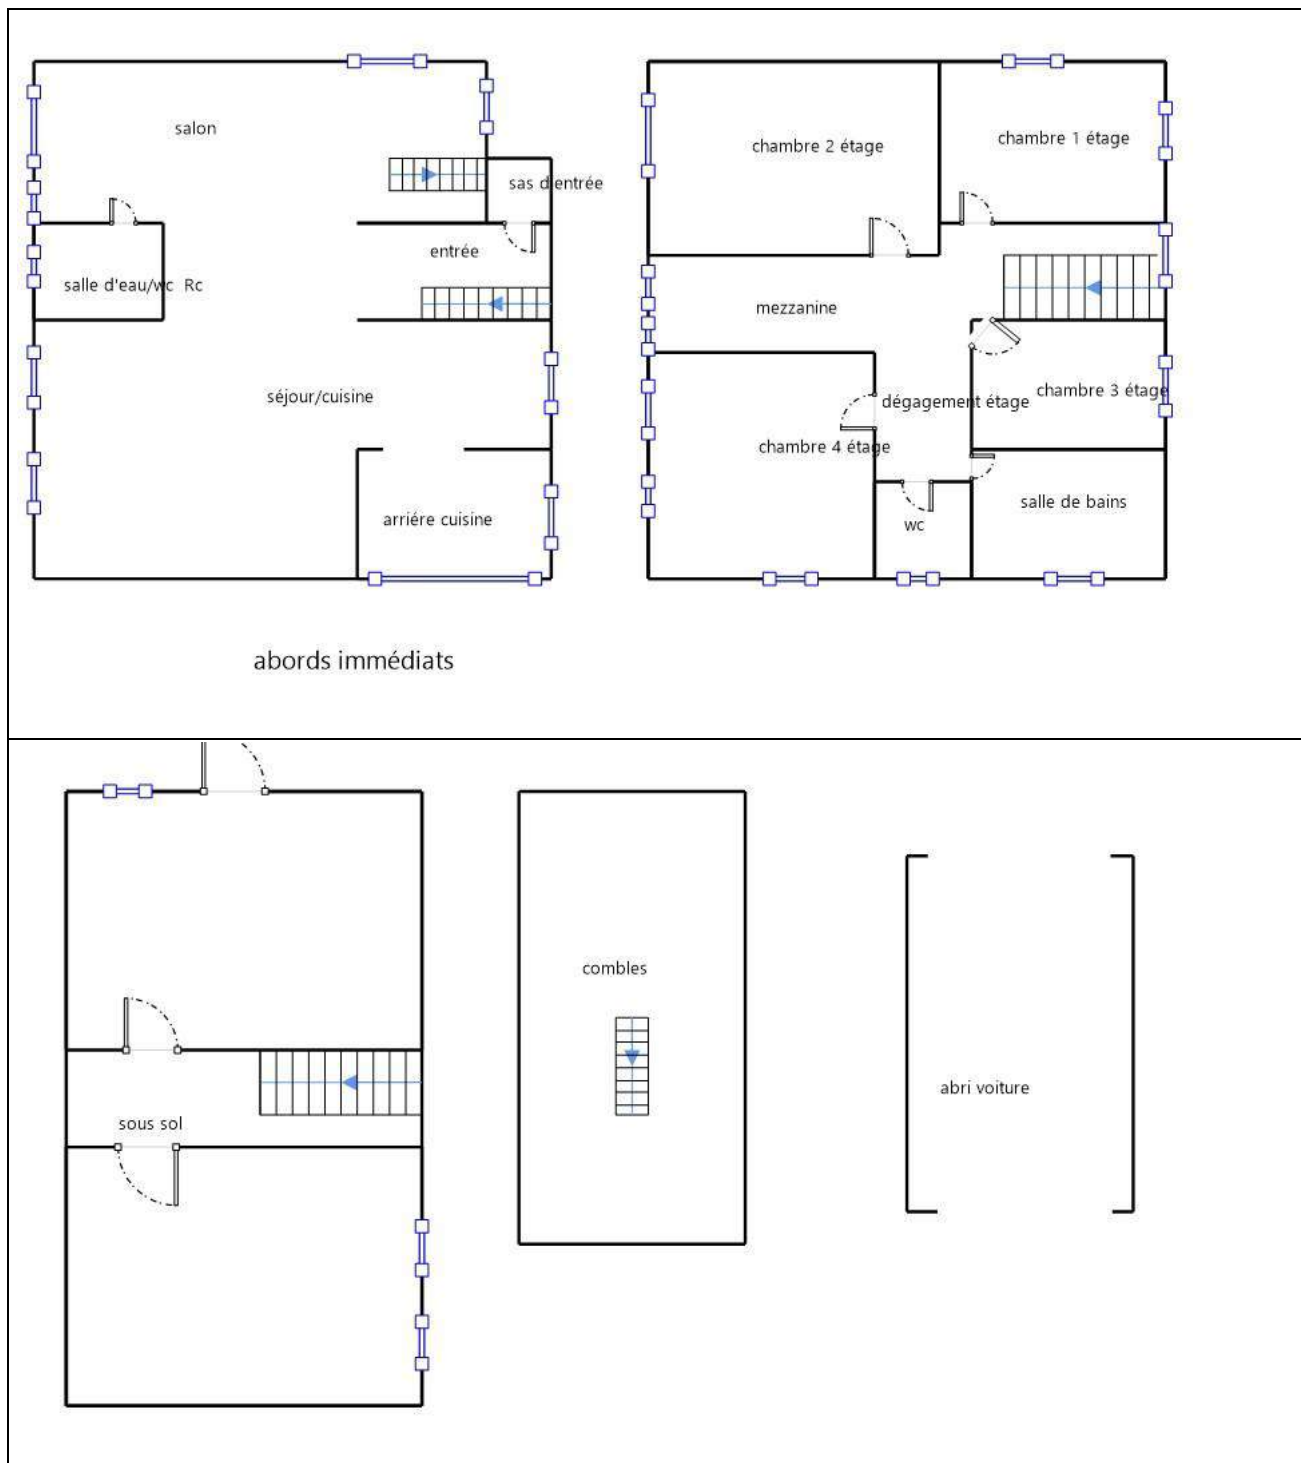 salon
sas d'entrée
entrée
salle d'eau/wc Rc
séjour/cuisine
arriére cuisine
chambre 2 étage
chambre 1 étage
mezzanine
chambre 3 étage
dégagement étage
chambre 4 étage
salle de bains
wc
abords immédiats
sous sol
combles
abri voiture